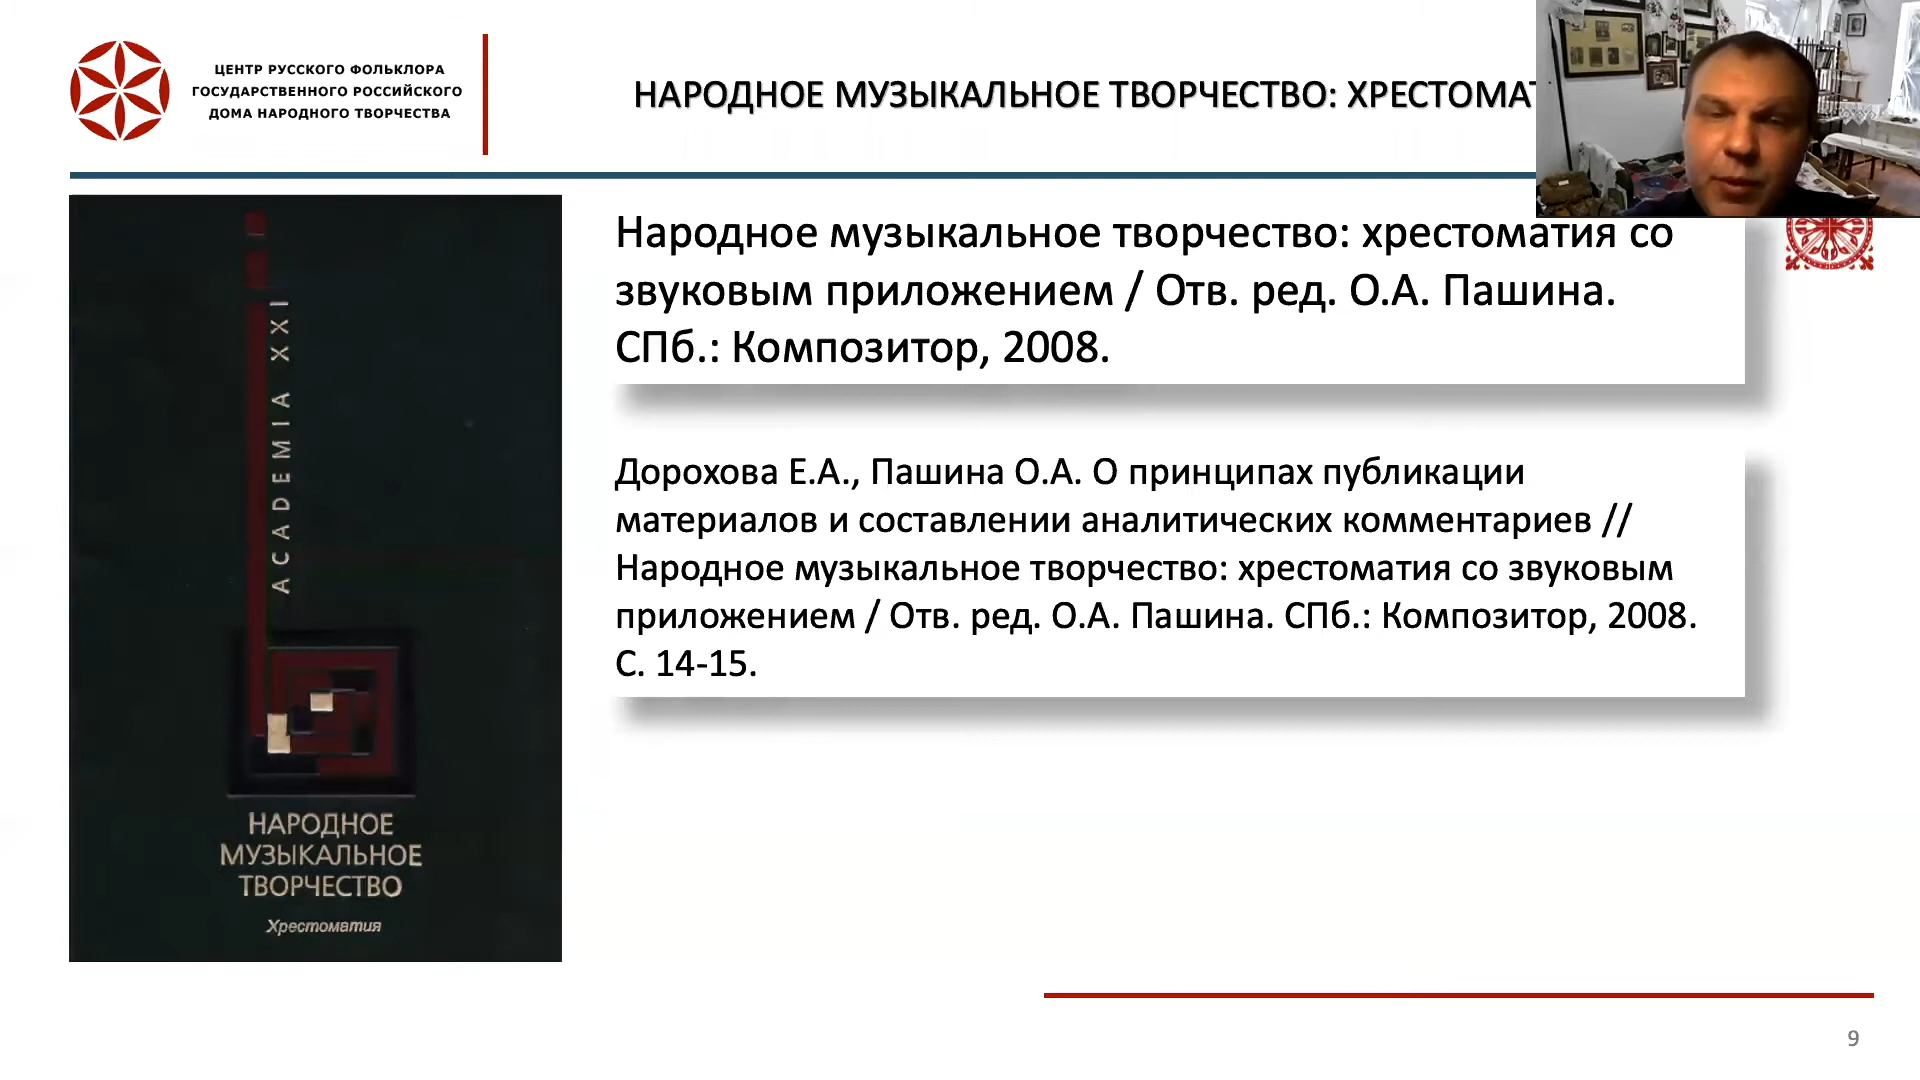 ЦЕНТР РУССКОГО ФОЛЬКЛОРА
ГОСУДАРСТВЕННОГО РОССИЙСКОГО
ДОМА НАРОДНОГО ТВОРЧЕСТВА
НАРОДНОЕ МУЗЫКАЛЬНОЕ ТВОРЧЕСТВО: ХРЕСТОМАТ
ACADEMIA XXI
НАРОДНОЕ
МУЗЫКАЛЬНОЕ
ТВОРЧЕСТВО
Хрестоматия
Народное музыкальное творчество: хрестоматия со
звуковым приложением / Отв. ред. О.А. Пашина.
СПб.: Композитор, 2008.
Дорохова Е.А., Пашина О.А. О принципах публикации
материалов и составлении аналитических комментариев //
Народное музыкальное творчество: хрестоматия со звуковым
приложением / Отв. ред. О.А. Пашина. СПб.: Композитор, 2008.
С. 14-15.
9